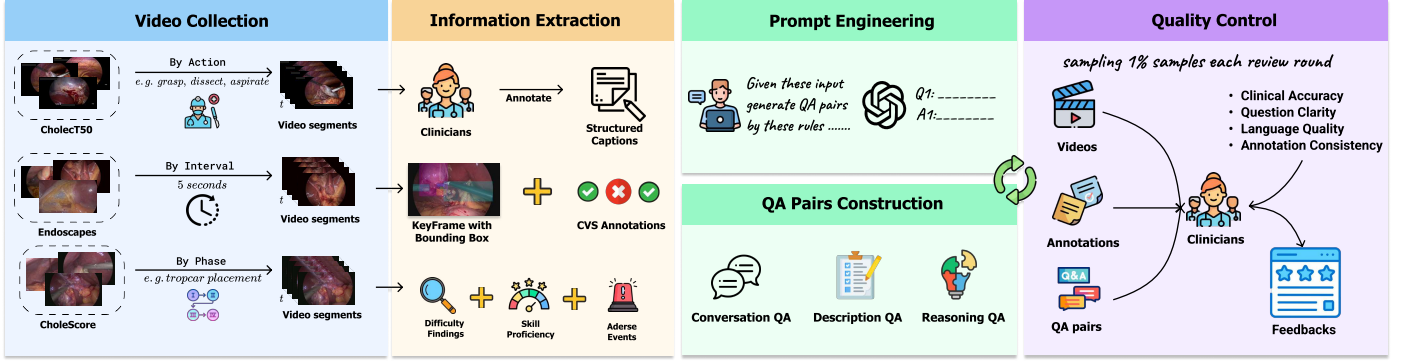 Video Collection
CholecT50
By Action
e.g. grasp, dissect, aspirate
t
Video segments
Endoscapes
By Interval
5 seconds
t
Video segments
CholeScore
By Phase
e.g. tropcar placement
t
Video segments
Information Extraction
Clinicians
Annotate
Structured
Captions
KeyFrame with
Bounding Box
CVS Annotations
Difficulty
Findings
Skill
Proficiency
Aderse
Events
Prompt Engineering
Given these input
generate QA pairs
by these rules .......
Q1: ________
A1:________
QA Pairs Construction
Conversation QA
Description QA
Reasoning QA
Quality Control
sampling 1% samples each review round
Videos
Annotations
Q&A
QA pairs
• Clinical Accuracy
• Question Clarity
• Language Quality
• Annotation Consistency
Clinicians
Feedbacks